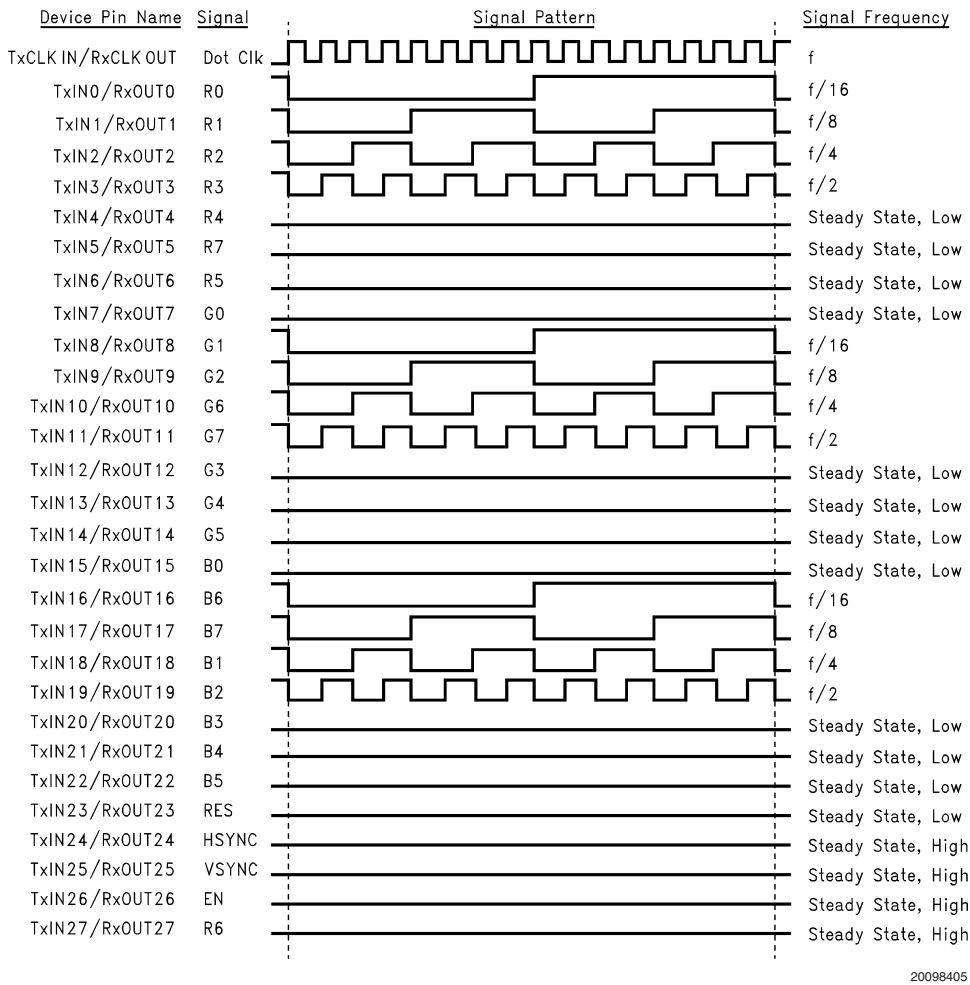 Device Pin Name Signal Signal Pattern Signal Frequency
TxCLK IN/RxCLK OUT Dot Clk f
TxIN0/RxOUT0 R0 f/16
TxIN1/RxOUT1 R1 f/8
TxIN2/RxOUT2 R2 f/4
TxIN3/RxOUT3 R3 f/2
TxIN4/RxOUT4 R4 Steady State, Low
TxIN5/RxOUT5 R7 Steady State, Low
TxIN6/RxOUT6 R5 Steady State, Low
TxIN7/RxOUT7 G0 Steady State, Low
TxIN8/RxOUT8 G1 f/16
TxIN9/RxOUT9 G2 f/8
TxIN10/RxOUT10 G6 f/4
TxIN11/RxOUT11 G7 f/2
TxIN12/RxOUT12 G3 Steady State, Low
TxIN13/RxOUT13 G4 Steady State, Low
TxIN14/RxOUT14 G5 Steady State, Low
TxIN15/RxOUT15 B0 Steady State, Low
TxIN16/RxOUT16 B6 f/16
TxIN17/RxOUT17 B7 f/8
TxIN18/RxOUT18 B1 f/4
TxIN19/RxOUT19 B2 f/2
TxIN20/RxOUT20 B3 Steady State, Low
TxIN21/RxOUT21 B4 Steady State, Low
TxIN22/RxOUT22 B5 Steady State, Low
TxIN23/RxOUT23 RES Steady State, Low
TxIN24/RxOUT24 HSYNC Steady State, High
TxIN25/RxOUT25 VSYNC Steady State, High
TxIN26/RxOUT26 EN Steady State, High
TxIN27/RxOUT27 R6 Steady State, High
20098405